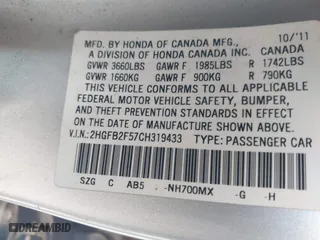 MFD. BY HONDA OF CANADA MFG., 10/'11
A DIVISION OF HONDA CANADA INC. CANADA
GVWR 3660LBS GAWR F 1985LBS R 1742LBS
GVWR 1660KG GAWR F 900KG R 790KG
THIS VEHICLE CONFORMS TO ALL APPLICABLE
FEDERAL MOTOR VEHICLE SAFETY, BUMPER,
AND THEFT PREVENTION STANDARDS IN EFFECT
ON THE DATE OF MANUFACTURE SHOWN ABOVE.
V.I.N.:2HGFB2F57CH319433 TYPE: PASSENGER CAR
SZG C AB5 -NH700MX -G -H
DREAMBID